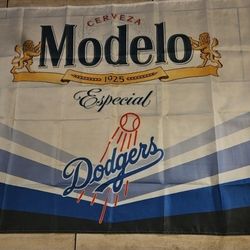 CERVEZA
Modelo
1925
Especial
Dodgers